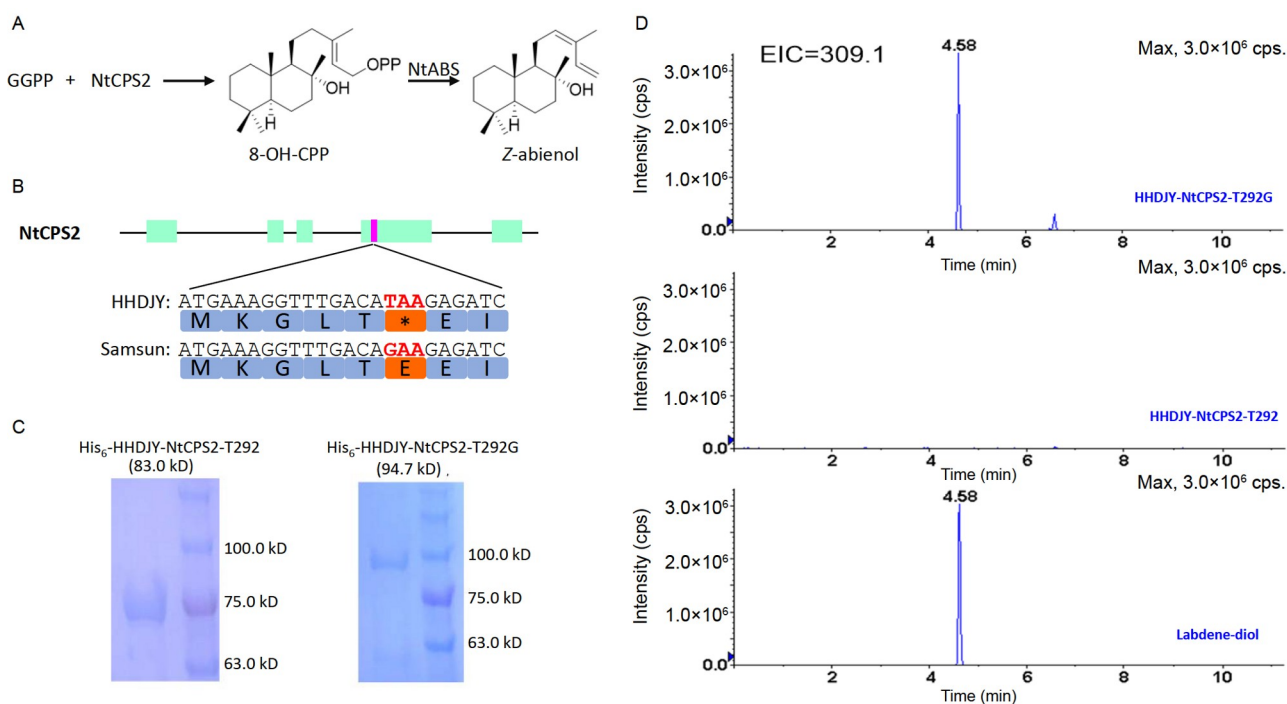 A
GGPP + NtCPS2
OPP
OH
H
8-OH-CPP
NtABS
OH
H
Z-abienol
B
NtCPS2
HHDJY: ATGAAAGGTTTGACATAAGAGATC
M K G L T * E I
Samsun: ATGAAAGGTTTGACAGAAGAGATC
M K G L T E E I
C
His₆-HHDJY-NtCPS2-T292
(83.0 kD)
100.0 kD
75.0 kD
63.0 kD
His₆-HHDJY-NtCPS2-T292G
(94.7 kD)
100.0 kD
75.0 kD
63.0 kD
D
EIC=309.1
4.58
Max, 3.0×10⁶ cps.
Intensity (cps)
3.0×10⁶
2.0×10⁶
1.0×10⁶
0.0
HHDJY-NtCPS2-T292G
2 4 6 8 10
Time (min)
Max, 3.0×10⁶ cps.
Intensity (cps)
3.0×10⁶
2.0×10⁶
1.0×10⁶
0.0
HHDJY-NtCPS2-T292
2 4 6 8 10
Time (min)
Max, 3.0×10⁶ cps.
4.58
Intensity (cps)
3.0×10⁶
2.0×10⁶
1.0×10⁶
0.0
Labdene-diol
2 4 6 8 10
Time (min)